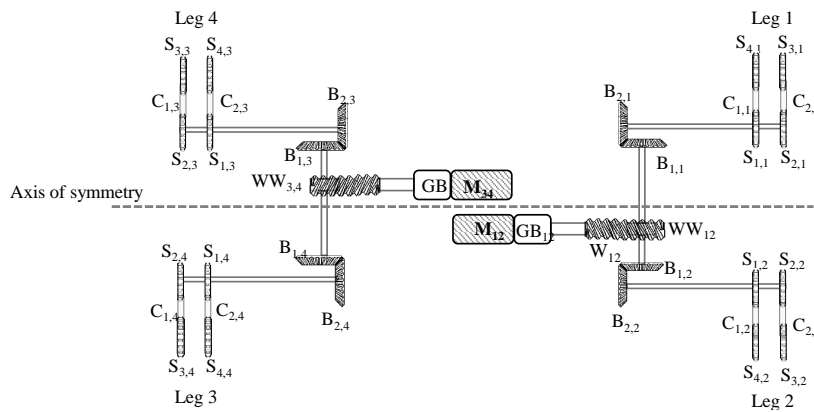 Leg 4
Leg 1
S3,3 S4,3
S4,1 S3,1
C1,3 C2,3 B2,3
B2,1 C1,1 C2,
S2,3 S1,3
B1,3
B1,1
S1,1 S2,1
WW3,4 GB M34
Axis of symmetry
M12 GB12 W12 WW12
S2,4 S1,4 B1,4
B1,2 S1,2 S2,2
C1,4 C2,4 B2,4
B2,2 C1,2 C2,
S3,4 S4,4
S4,2 S3,2
Leg 3
Leg 2